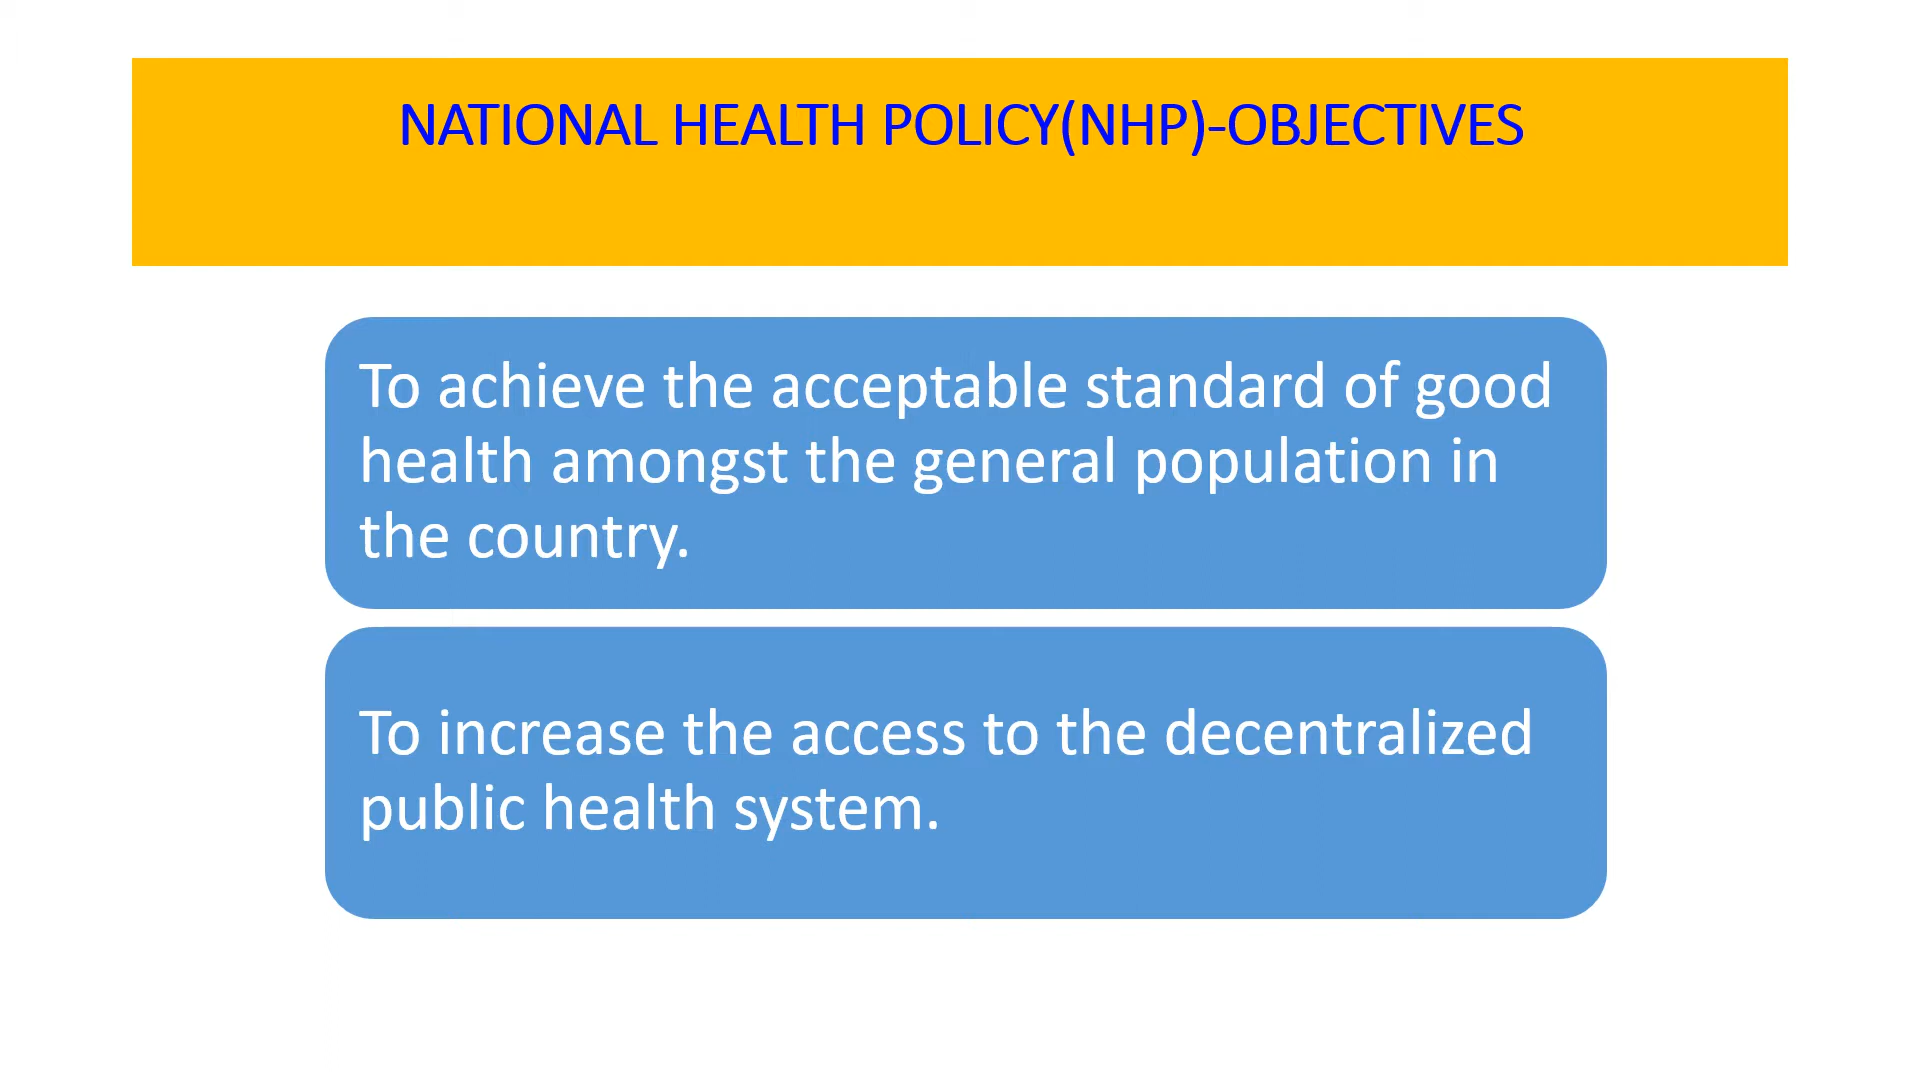 NATIONAL HEALTH POLICY(NHP)-OBJECTIVES
To achieve the acceptable standard of good
health amongst the general population in
the country.
To increase the access to the decentralized
public health system.